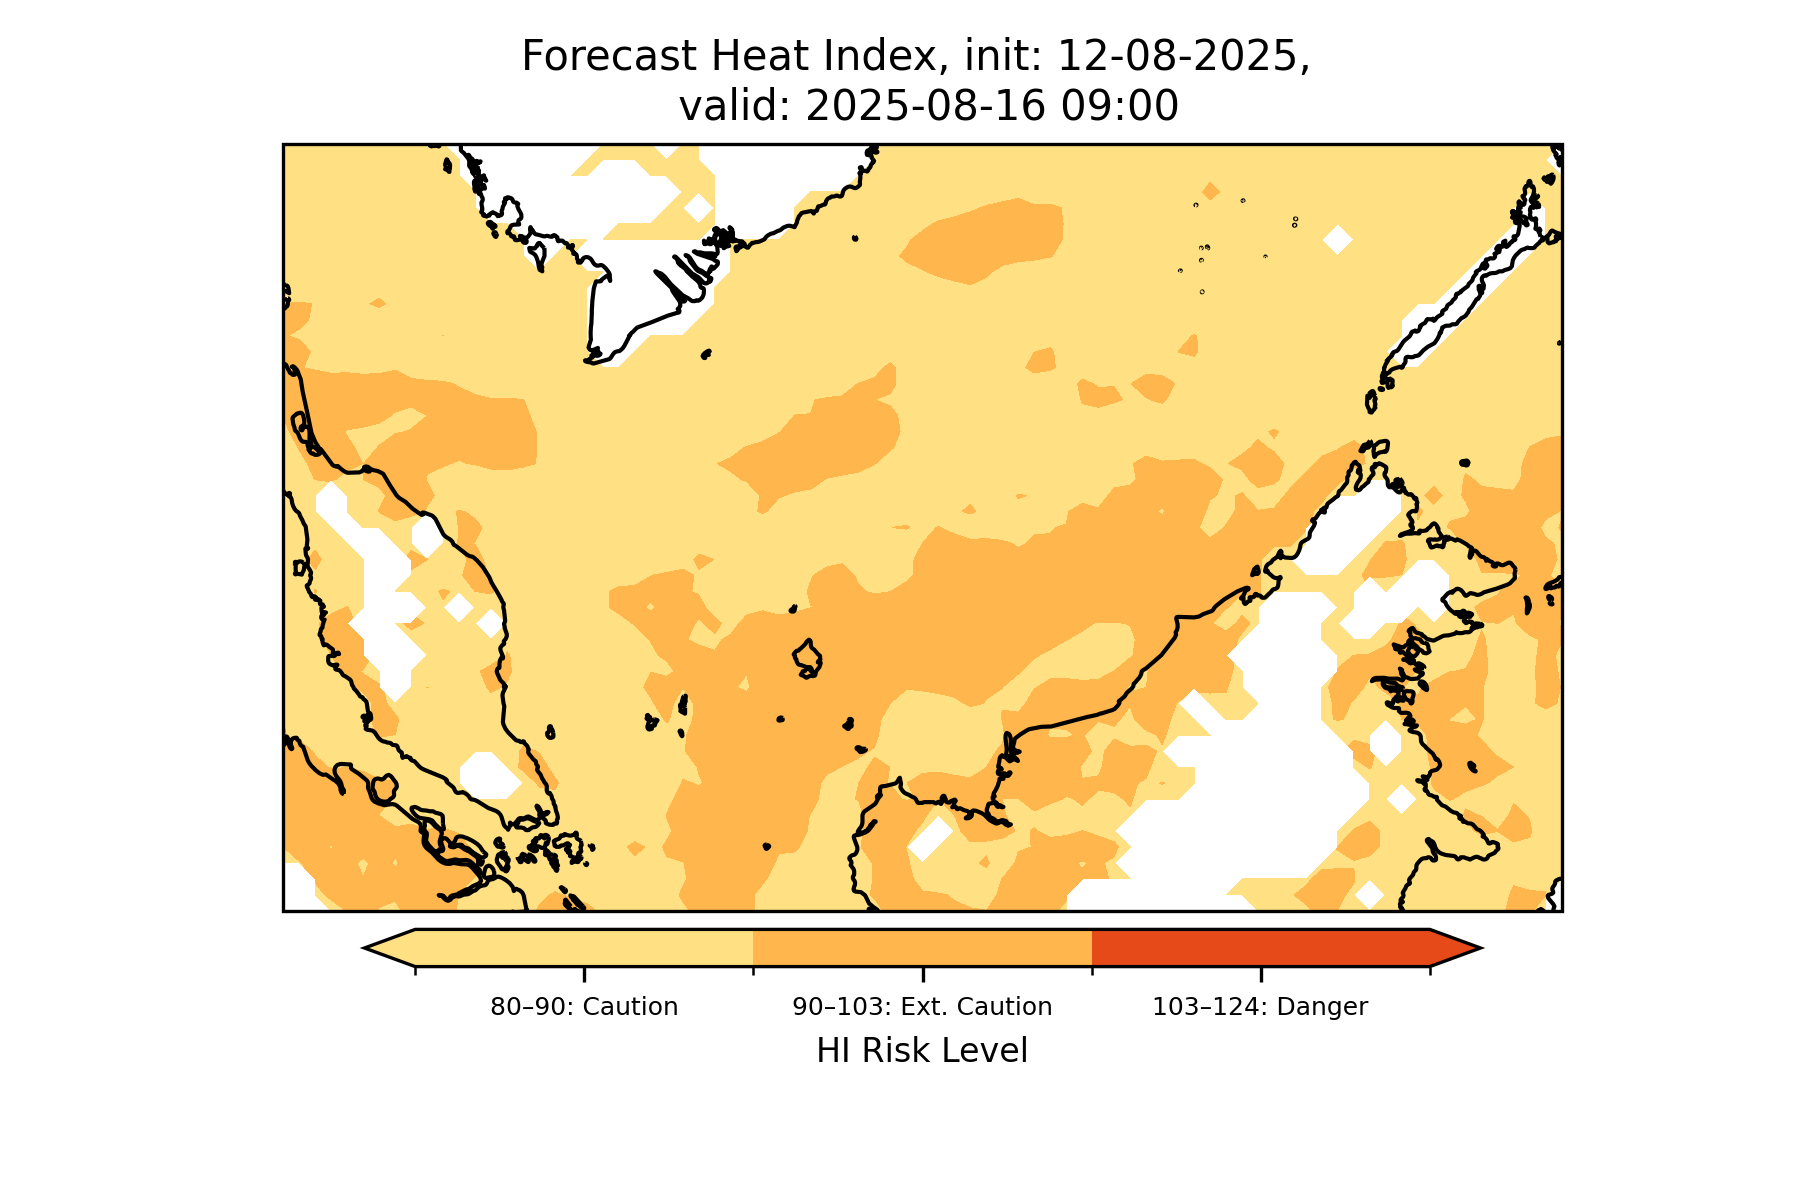 Forecast Heat Index, init: 12-08-2025,
valid: 2025-08-16 09:00
80–90: Caution
90–103: Ext. Caution
103–124: Danger
HI Risk Level